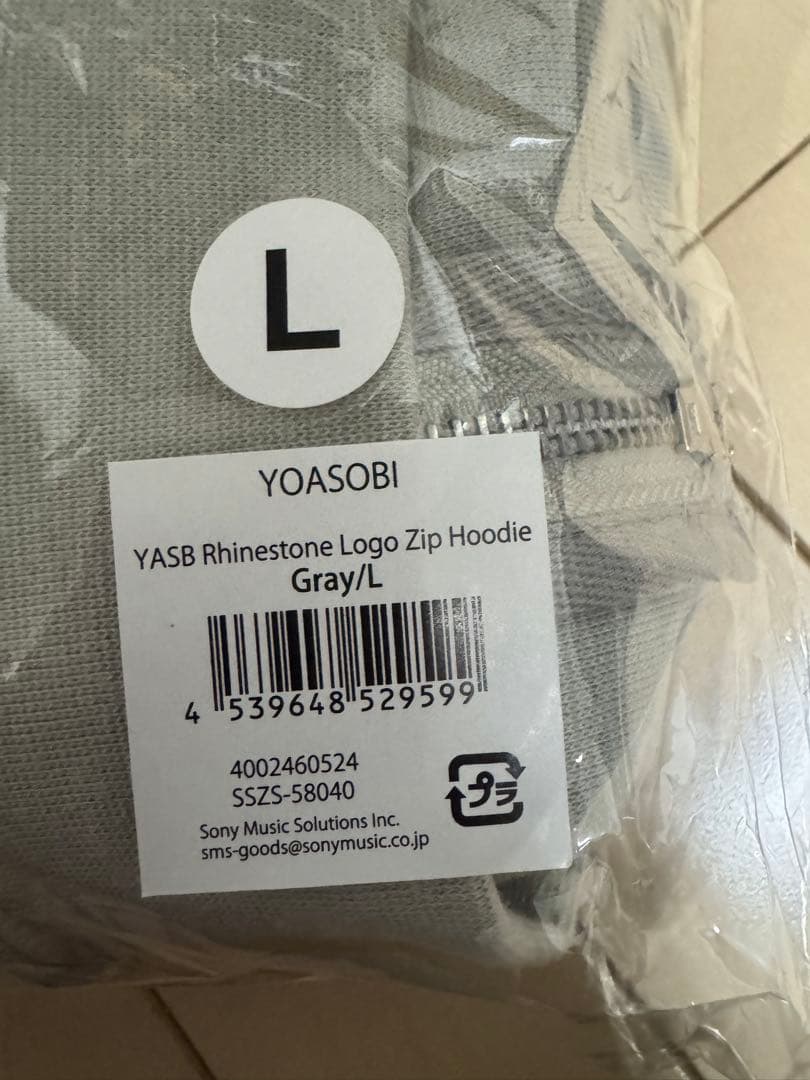 L
YOASOBI
YASB Rhinestone Logo Zip Hoodie
Gray/L
4 539648 529599
4002460524
SSZS-58040
プラ
Sony Music Solutions Inc.
sms-goods@sonymusic.co.jp